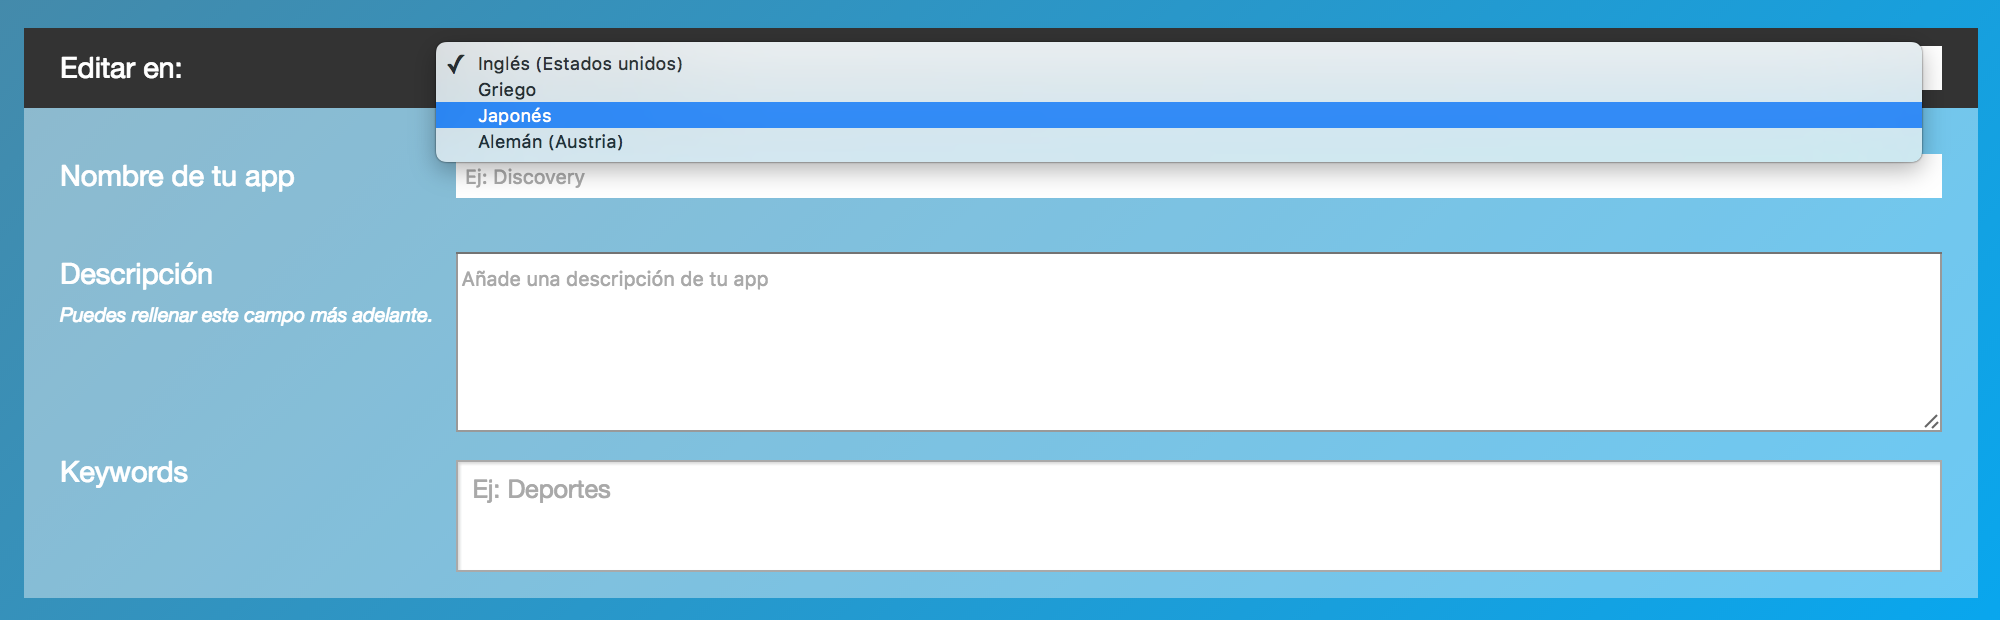 Editar en:
✓ Inglés (Estados unidos)
Griego
Japonés
Alemán (Austria)
Nombre de tu app
Ej: Discovery
Descripción
Puedes rellenar este campo más adelante.
Añade una descripción de tu app
Keywords
Ej: Deportes